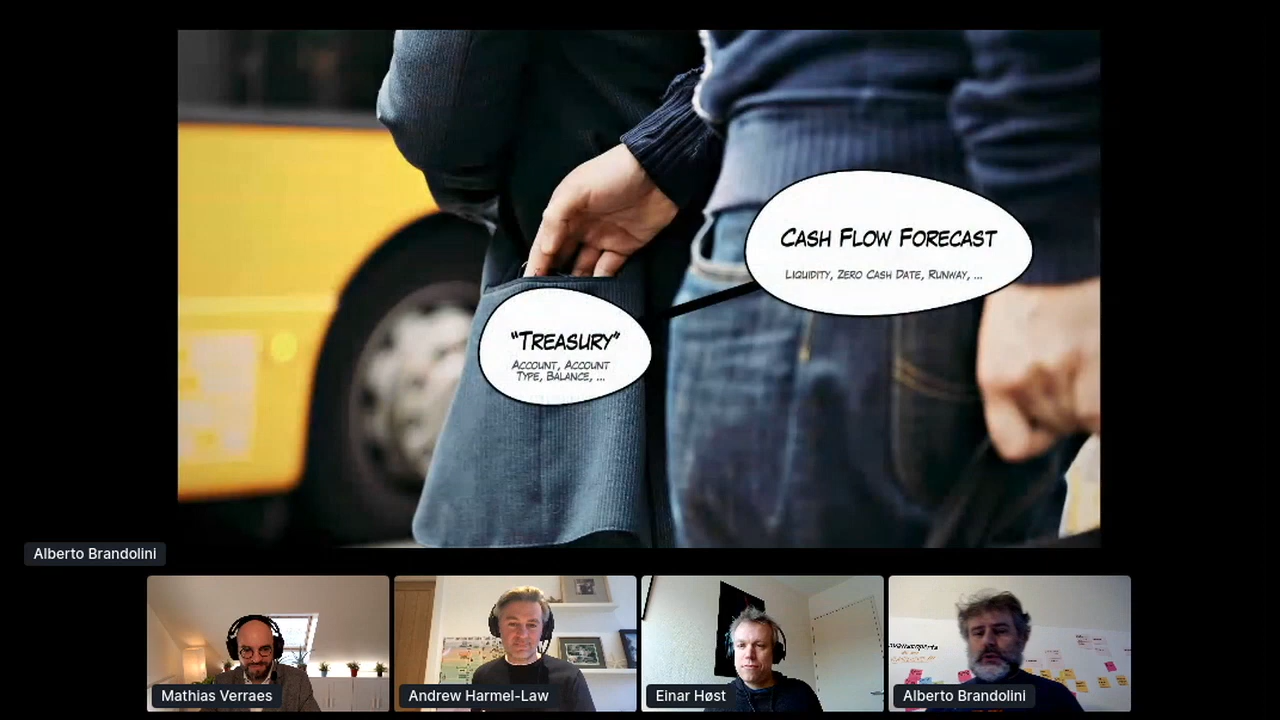 CASH FLOW FORECAST
LIQUIDITY, ZERO CASH DATE, RUNWAY, ...
"TREASURY"
ACCOUNT, ACCOUNT
TYPE, BALANCE, ...
Alberto Brandolini
Mathias Verraes
Andrew Harmel-Law
Einar Høst
Alberto Brandolini